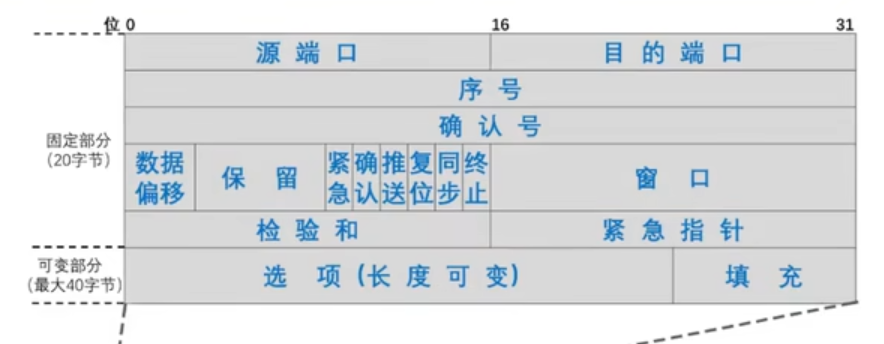 位 0 16 31
源端口 目的端口
序号
确认号
固定部分
（20字节）
数据偏移 保留 紧急 确认 推送 复位 同步 终止 窗口
检验和 紧急指针
可变部分
（最大40字节）
选项(长度可变) 填充